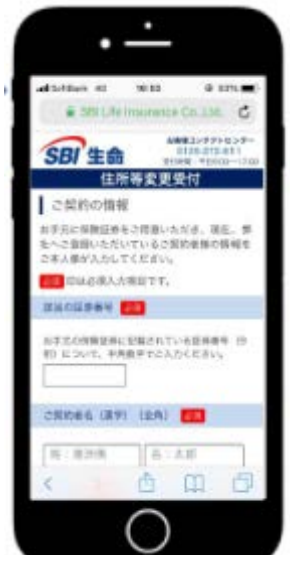 SoftBank 4G
SBI Life Insurance Co., Ltd.
SBI 生命
お客様コンタクトセンター
住所等変更受付
ご契約の情報
お手元に保険証券をご用意いただき、現在、弊
社へご登録いただいているご契約者様の情報を
ご本人様が入力してください。
必須 印は必須入力項目です。
該当の証券番号 必須
お手元の保険証券に記載されている証券番号
について、半角数字でご入力ください。
ご契約者名（漢字）（全角） 必須
名：太郎